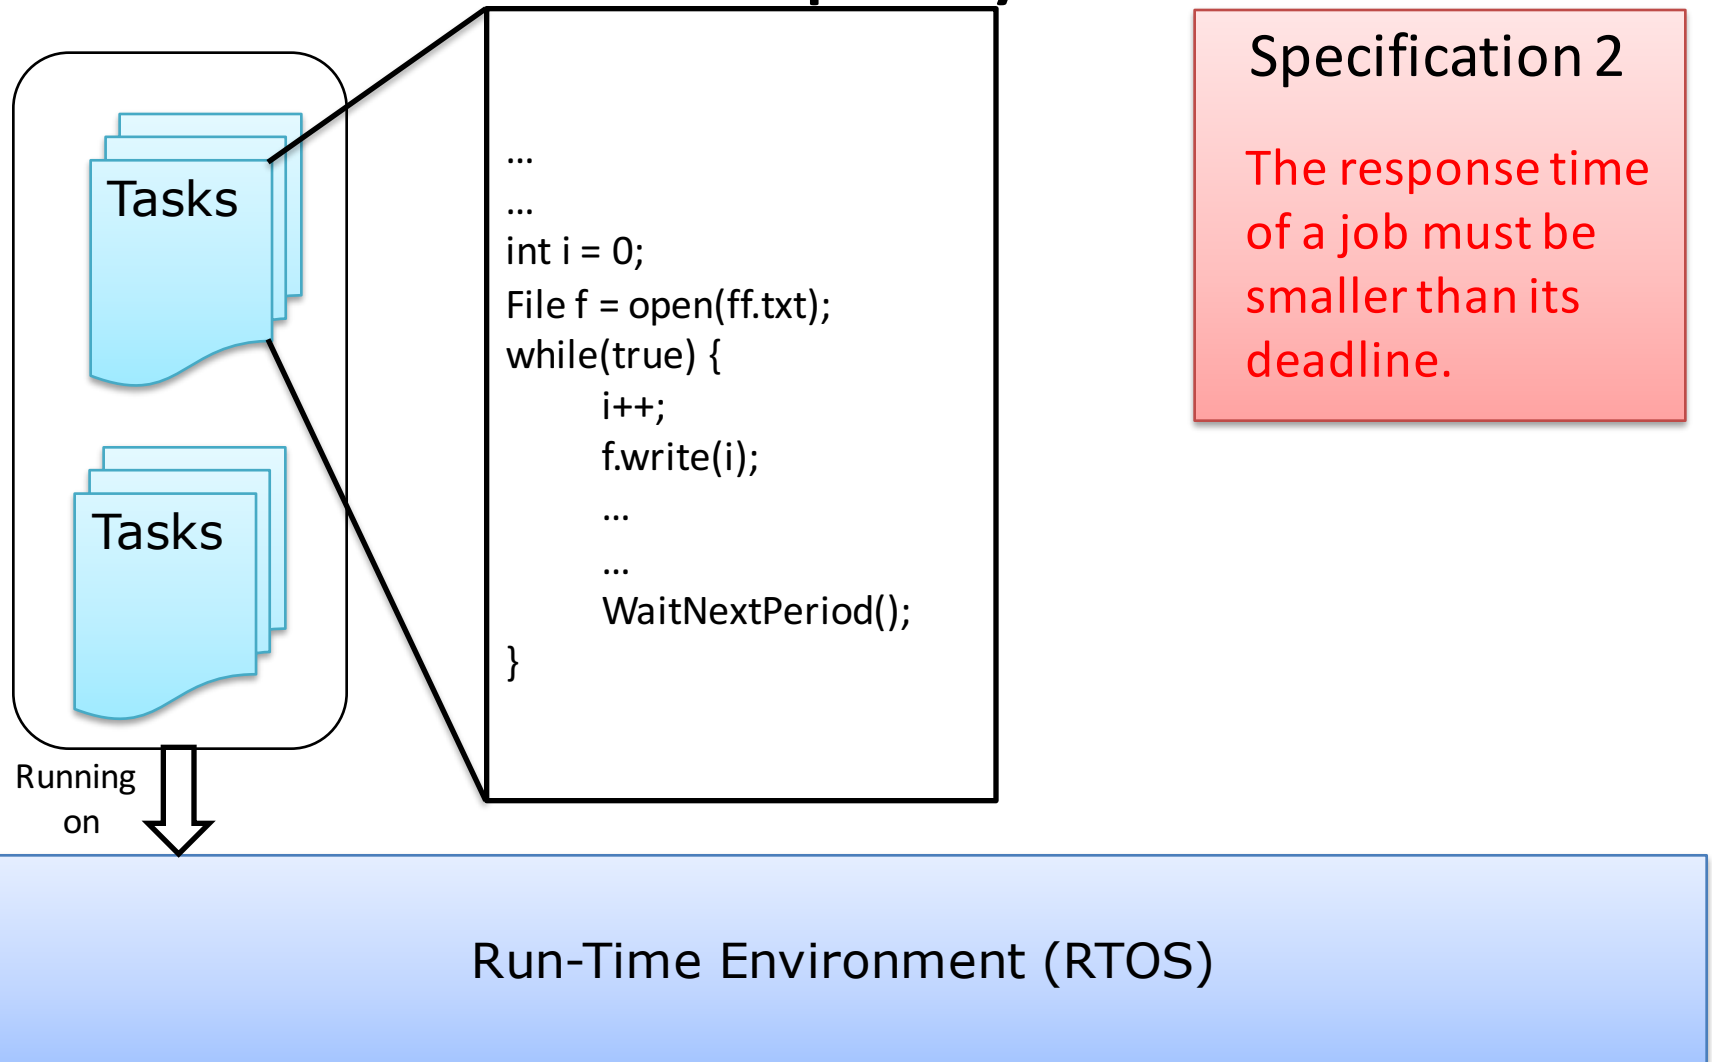 Tasks
Tasks
Running
on
…
…
int i = 0;
File f = open(ff.txt);
while(true) {
i++;
f.write(i);
…
…
WaitNextPeriod();
}
Specification 2
The response time
of a job must be
smaller than its
deadline.
Run-Time Environment (RTOS)